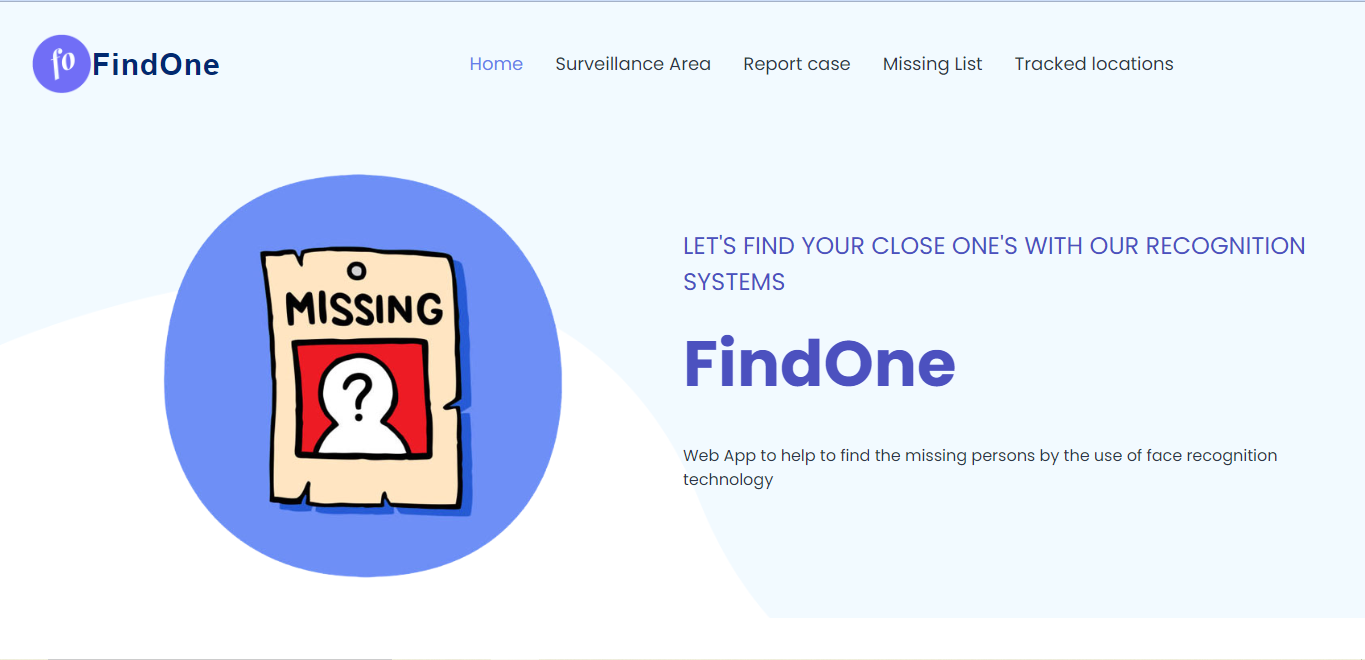 fo FindOne
Home Surveillance Area Report case Missing List Tracked locations
MISSING
?
LET'S FIND YOUR CLOSE ONE'S WITH OUR RECOGNITION
SYSTEMS
FindOne
Web App to help to find the missing persons by the use of face recognition
technology